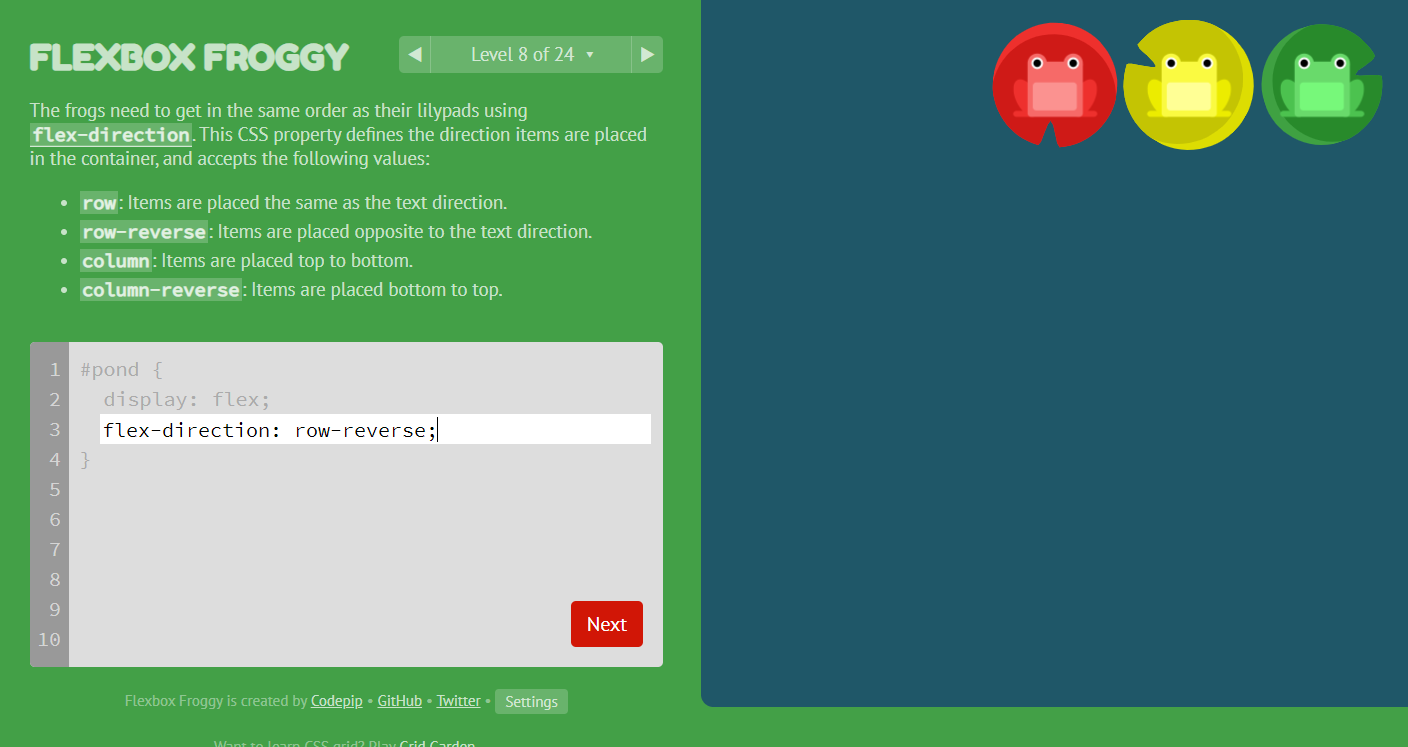 FLEXBOX FROGGY
◀ Level 8 of 24 ▼ ▶
The frogs need to get in the same order as their lilypads using
flex-direction. This CSS property defines the direction items are placed
in the container, and accepts the following values:
• row: Items are placed the same as the text direction.
• row-reverse: Items are placed opposite to the text direction.
• column: Items are placed top to bottom.
• column-reverse: Items are placed bottom to top.
1 #pond {
2 display: flex;
3 flex-direction: row-reverse;
4 }
5
6
7
8
9
10
Next
Flexbox Froggy is created by Codepip • GitHub • Twitter • Settings
Want to learn CSS grid? Play Grid Garden